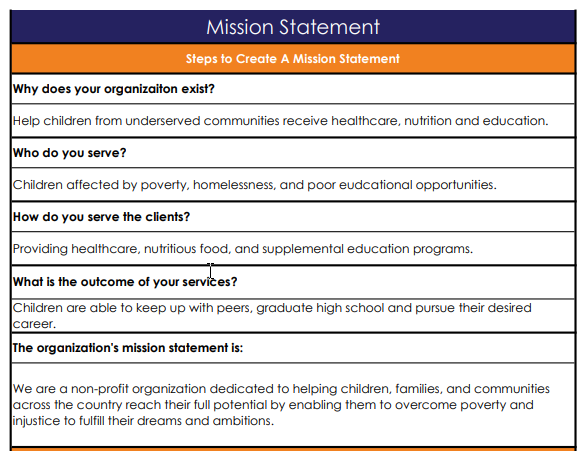 Mission Statement
Steps to Create A Mission Statement
Why does your organizaiton exist?
Help children from underserved communities receive healthcare, nutrition and education.
Who do you serve?
Children affected by poverty, homelessness, and poor eudcational opportunities.
How do you serve the clients?
Providing healthcare, nutritious food, and supplemental education programs.
What is the outcome of your services?
Children are able to keep up with peers, graduate high school and pursue their desired
career.
The organization's mission statement is:
We are a non-profit organization dedicated to helping children, families, and communities
across the country reach their full potential by enabling them to overcome poverty and
injustice to fulfill their dreams and ambitions.